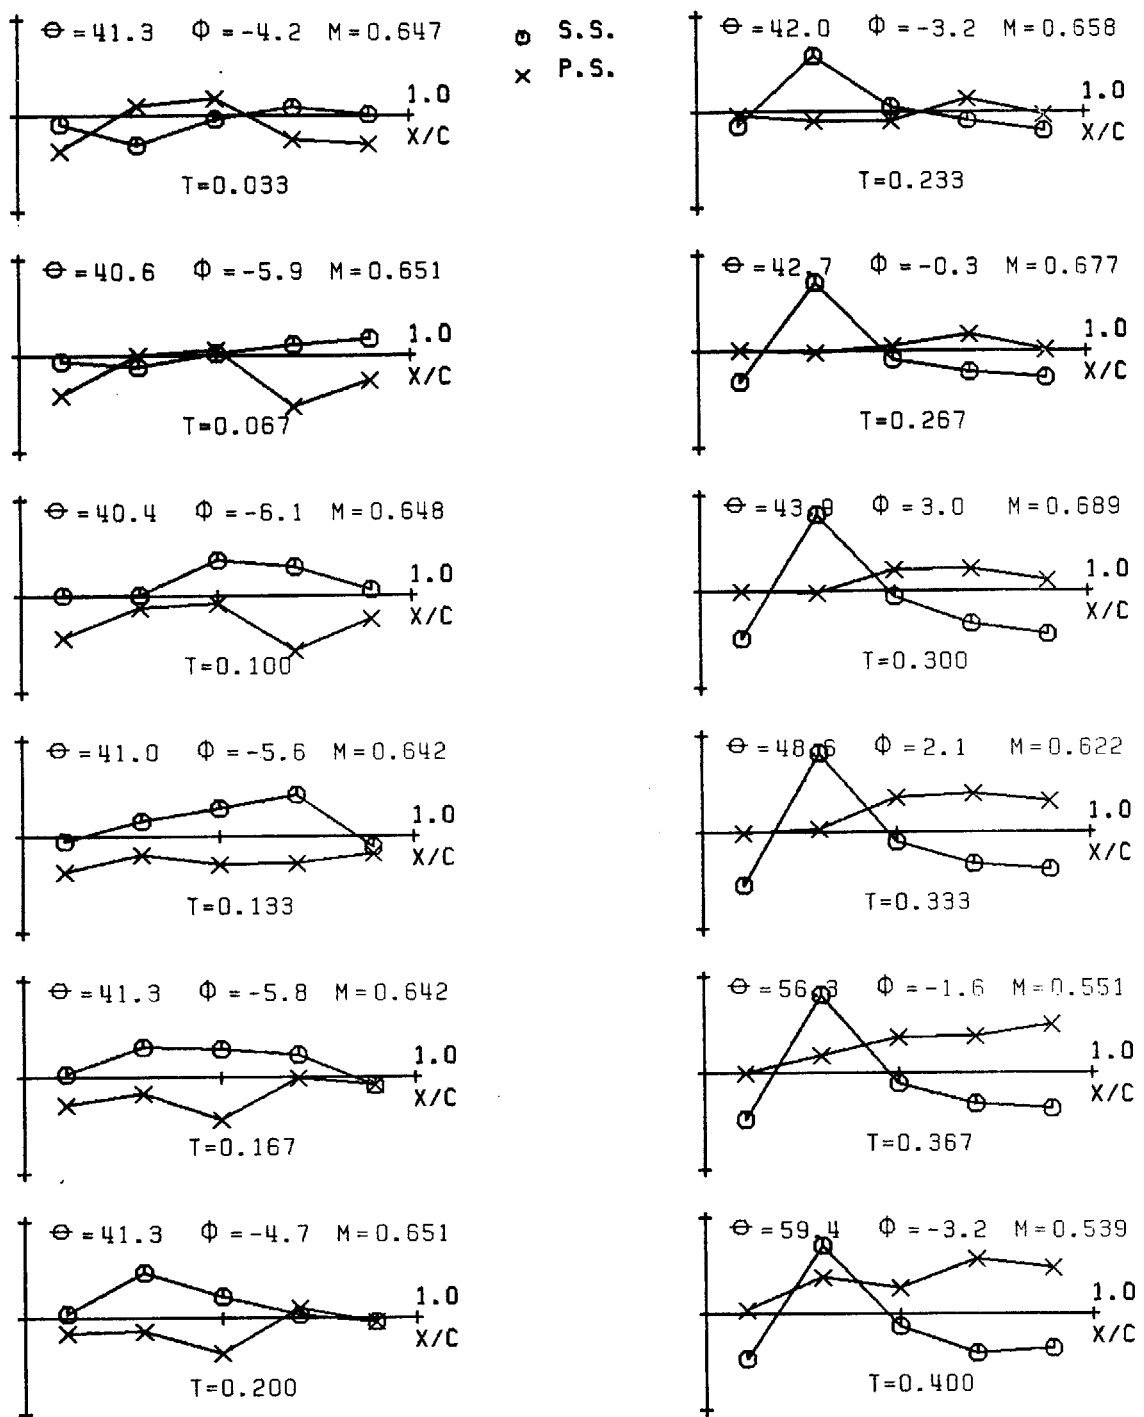 Θ=41.3 Φ=-4.2 M=0.647
1.0
X/C
T=0.033
S.S.
P.S.
Θ=40.6 Φ=-5.9 M=0.651
1.0
X/C
T=0.067
Θ=40.4 Φ=-6.1 M=0.648
1.0
X/C
T=0.100
Θ=41.0 Φ=-5.6 M=0.642
1.0
X/C
T=0.133
Θ=41.3 Φ=-5.8 M=0.642
1.0
X/C
T=0.167
Θ=41.3 Φ=-4.7 M=0.651
1.0
X/C
T=0.200
Θ=42.0 Φ=-3.2 M=0.658
1.0
X/C
T=0.233
Θ=42.7 Φ=-0.3 M=0.677
1.0
X/C
T=0.267
Θ=43.9 Φ=3.0 M=0.689
1.0
X/C
T=0.300
Θ=48.6 Φ=2.1 M=0.622
1.0
X/C
T=0.333
Θ=56.3 Φ=-1.6 M=0.551
1.0
X/C
T=0.367
Θ=59.4 Φ=-3.2 M=0.539
1.0
X/C
T=0.400